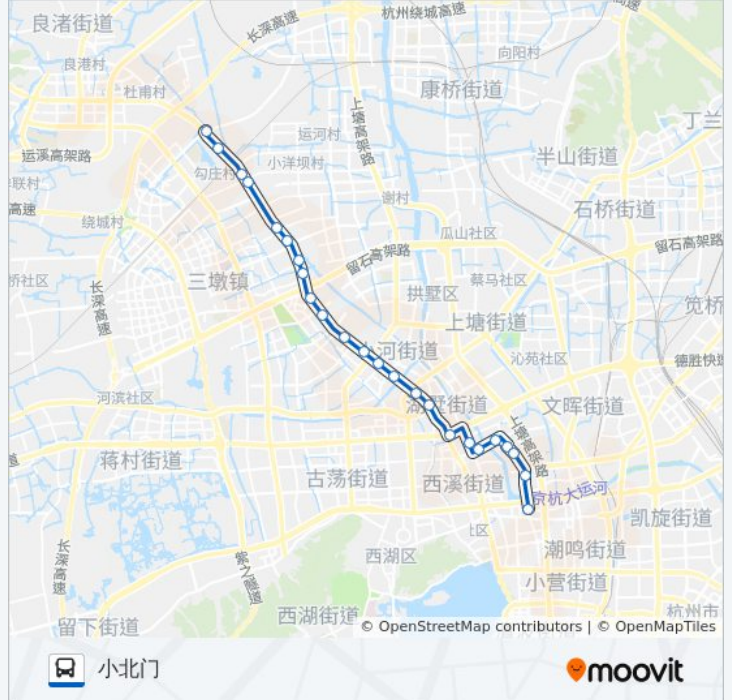 良渚街道
长深高速
杭州绕城高速
良港村
向阳村
杜甫村
康桥街道
上塘高架路
丁兰
运河村
运溪高架路
小洋坝村
半山街道
勾庄村
联村
谢村
石桥街道
高速
绕城村
瓜山社区
留石高架路
留石高架路
桥社区
三墩镇
蔡马社区
长深高速
拱墅区
笕桥
上塘街道
河街道
沁苑社区
德胜快
河滨社区
湖墅街道
文晖街道
上塘高架路
蒋村街道
古荡街道
西溪街道
京杭大运河
凯旋街道
社区
长深高速
紫之隧道
西湖区
潮鸣街道
小营街道
西湖街道
杭州市
留下街道
© OpenStreetMap contributors | © OpenMapTiles
小北门
moovit